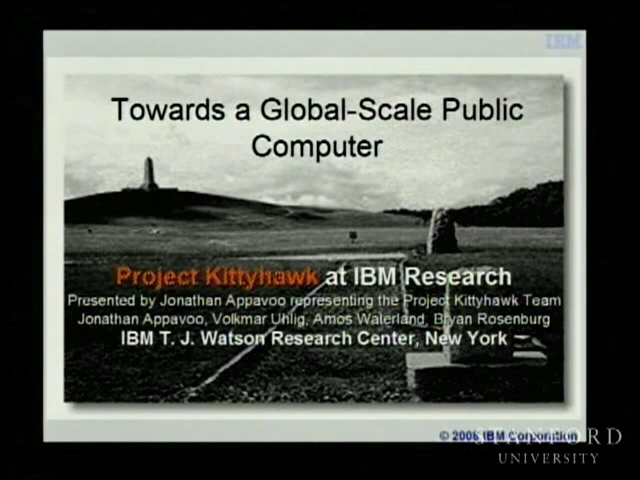 IBM
Towards a Global-Scale Public
Computer
Project Kittyhawk at IBM Research
Presented by Jonathan Appavoo representing the Project Kittyhawk Team
Jonathan Appavoo, Volkmar Uhlig, Amos Waterland, Bryan Rosenburg
IBM T. J. Watson Research Center, New York
© 2008 IBM Corporation
STANFORD
UNIVERSITY